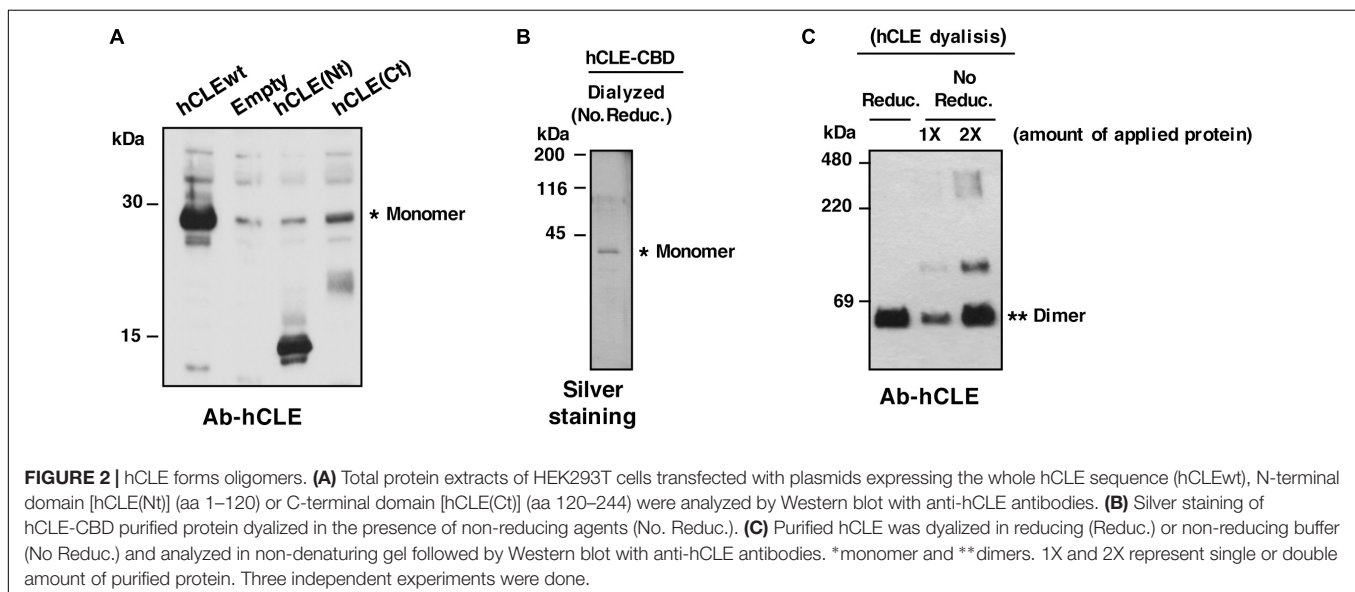 A
hCLEwt
Empty
hCLE(Nt)
hCLE(Ct)
kDa
30
15
* Monomer
Ab-hCLE
B
hCLE-CBD
Dialyzed
(No.Reduc.)
kDa
200
116
45
* Monomer
Silver
staining
C
(hCLE dyalisis)
No
Reduc. Reduc.
kDa 1X 2X (amount of applied protein)
480
220
69
** Dimer
Ab-hCLE
FIGURE 2 | hCLE forms oligomers. (A) Total protein extracts of HEK293T cells transfected with plasmids expressing the whole hCLE sequence (hCLEwt), N-terminal
domain [hCLE(Nt)] (aa 1–120) or C-terminal domain [hCLE(Ct)] (aa 120–244) were analyzed by Western blot with anti-hCLE antibodies. (B) Silver staining of
hCLE-CBD purified protein dyalized in the presence of non-reducing agents (No. Reduc.). (C) Purified hCLE was dyalized in reducing (Reduc.) or non-reducing buffer
(No Reduc.) and analyzed in non-denaturing gel followed by Western blot with anti-hCLE antibodies. *monomer and **dimers. 1X and 2X represent single or double
amount of purified protein. Three independent experiments were done.